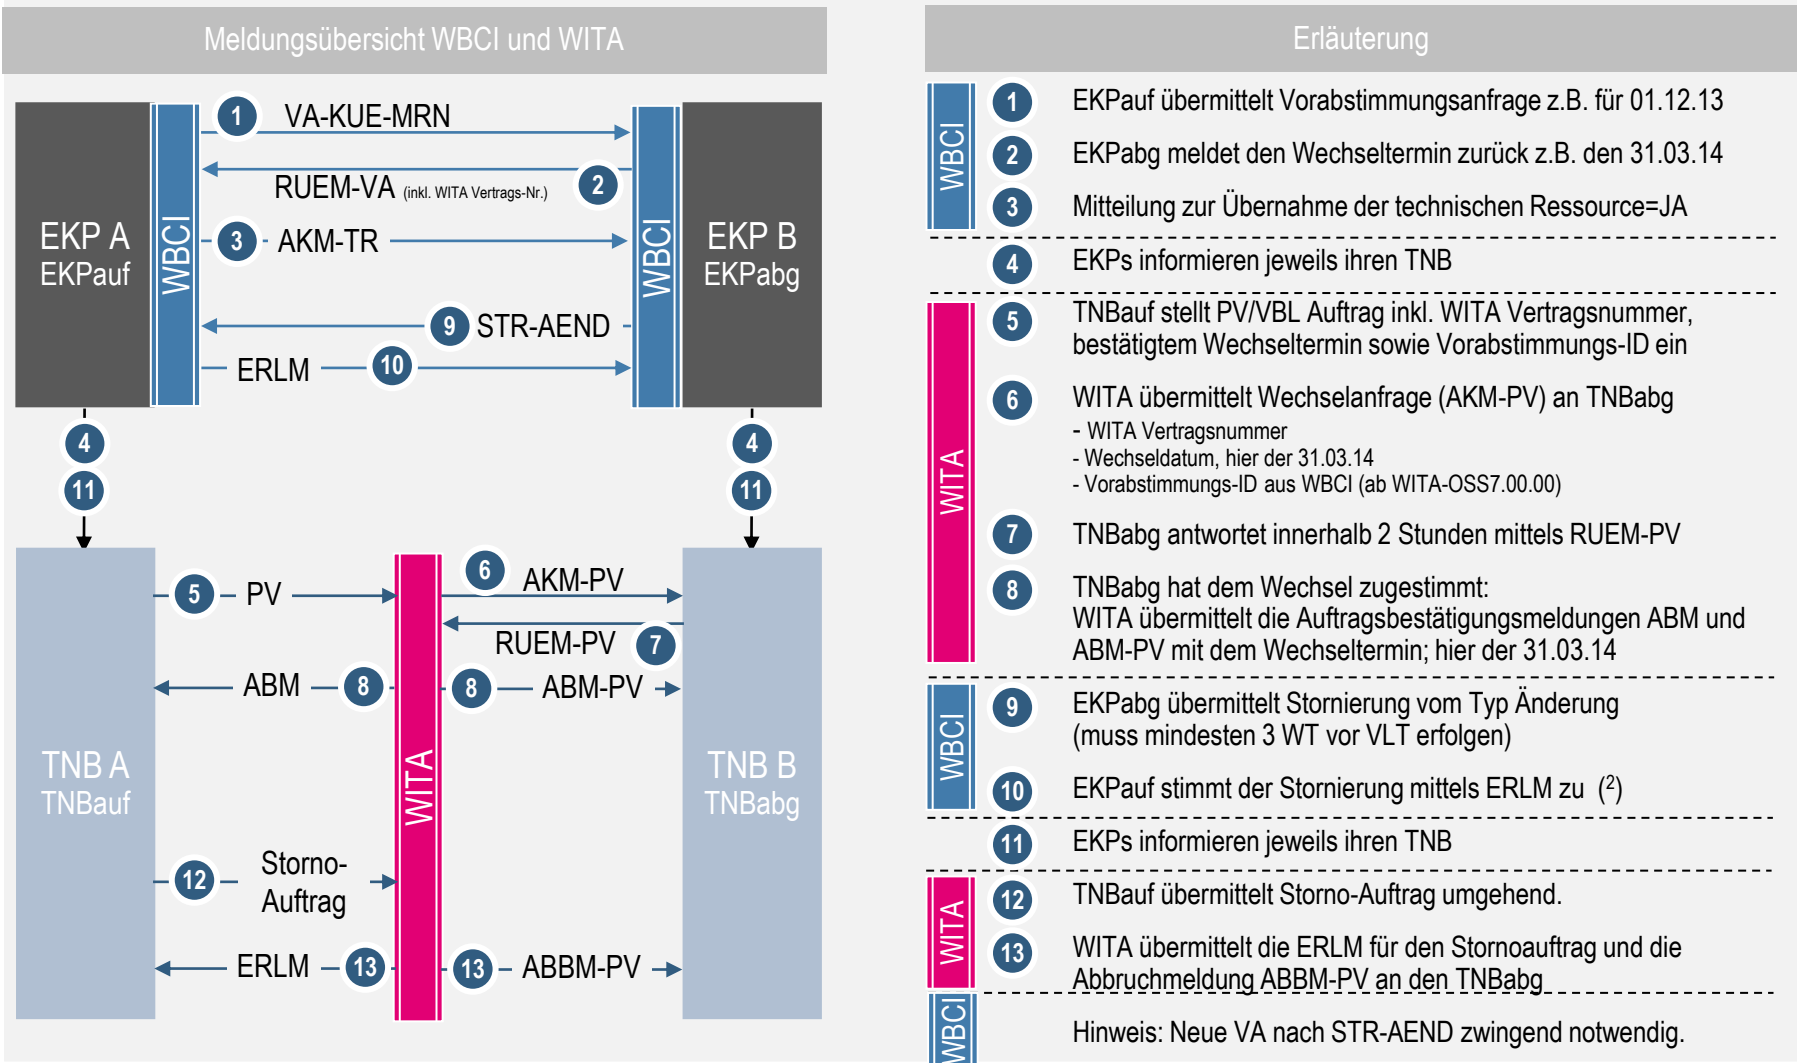 Meldungsübersicht WBCI und WITA
1 VA-KUE-MRN
RUEM-VA (inkl. WITA Vertrags-Nr.) 2
EKP A
EKPauf
WBCI
3 AKM-TR
WBCI
EKP B
EKPabg
9 STR-AEND
ERLM 10
4
11
4
11
5 PV
6 AKM-PV
RUEM-PV 7
ABM 8
8 ABM-PV
TNB A
TNBauf
WITA
TNB B
TNBabg
12 Storno-
Auftrag
ERLM 13
13 ABBM-PV
Erläuterung
WBCI
1 EKPauf übermittelt Vorabstimmungsanfrage z.B. für 01.12.13
2 EKPabg meldet den Wechseltermin zurück z.B. den 31.03.14
3 Mitteilung zur Übernahme der technischen Ressource=JA
4 EKPs informieren jeweils ihren TNB
WITA
5 TNBauf stellt PV/VBL Auftrag inkl. WITA Vertragsnummer,
bestätigtem Wechseltermin sowie Vorabstimmungs-ID ein
6 WITA übermittelt Wechselanfrage (AKM-PV) an TNBabg
- WITA Vertragsnummer
- Wechseldatum, hier der 31.03.14
- Vorabstimmungs-ID aus WBCI (ab WITA-OSS7.00.00)
7 TNBabg antwortet innerhalb 2 Stunden mittels RUEM-PV
8 TNBabg hat dem Wechsel zugestimmt:
WITA übermittelt die Auftragsbestätigungsmeldungen ABM und
ABM-PV mit dem Wechseltermin; hier der 31.03.14
WBCI
9 EKPabg übermittelt Stornierung vom Typ Änderung
(muss mindesten 3 WT vor VLT erfolgen)
10 EKPauf stimmt der Stornierung mittels ERLM zu (²)
11 EKPs informieren jeweils ihren TNB
WITA
12 TNBauf übermittelt Storno-Auftrag umgehend.
13 WITA übermittelt die ERLM für den Stornoauftrag und die
Abbruchmeldung ABBM-PV an den TNBabg
WBCI
Hinweis: Neue VA nach STR-AEND zwingend notwendig.